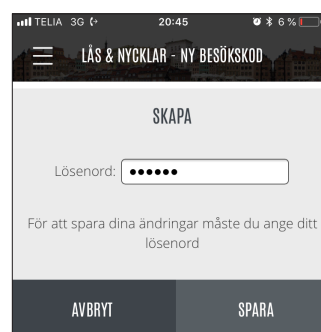 TELIA 3G 20:45 6 %
LÅS & NYCKLAR - NY BESÖKSKOD
SKAPA
Lösenord: ●●●●●●
För att spara dina ändringar måste du ange ditt
lösenord
AVBRYT SPARA